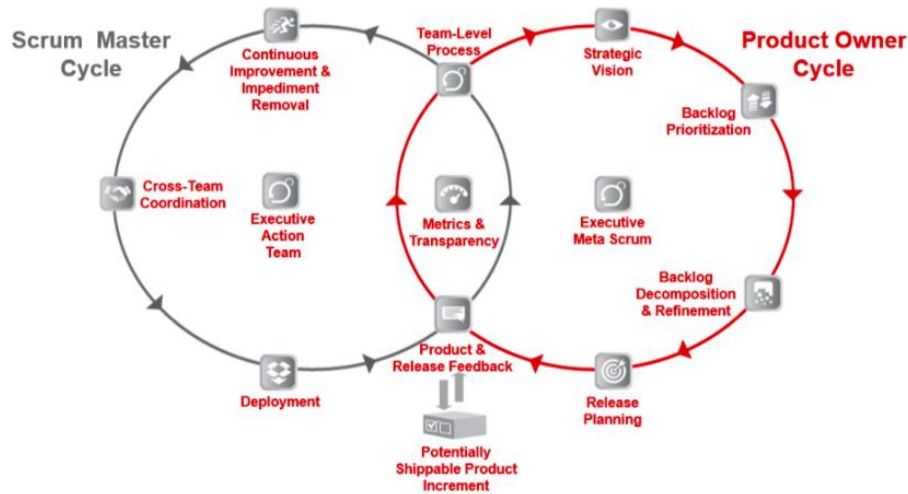 Scrum Master
Cycle
Continuous
Improvement &
Impediment
Removal
Team-Level
Process
Strategic
Vision
Product Owner
Cycle
Backlog
Prioritization
Cross-Team
Coordination
Executive
Action
Team
Metrics &
Transparency
Executive
Meta Scrum
Backlog
Decomposition
& Refinement
Deployment
Product &
Release Feedback
Release
Planning
Potentially
Shippable Product
Increment